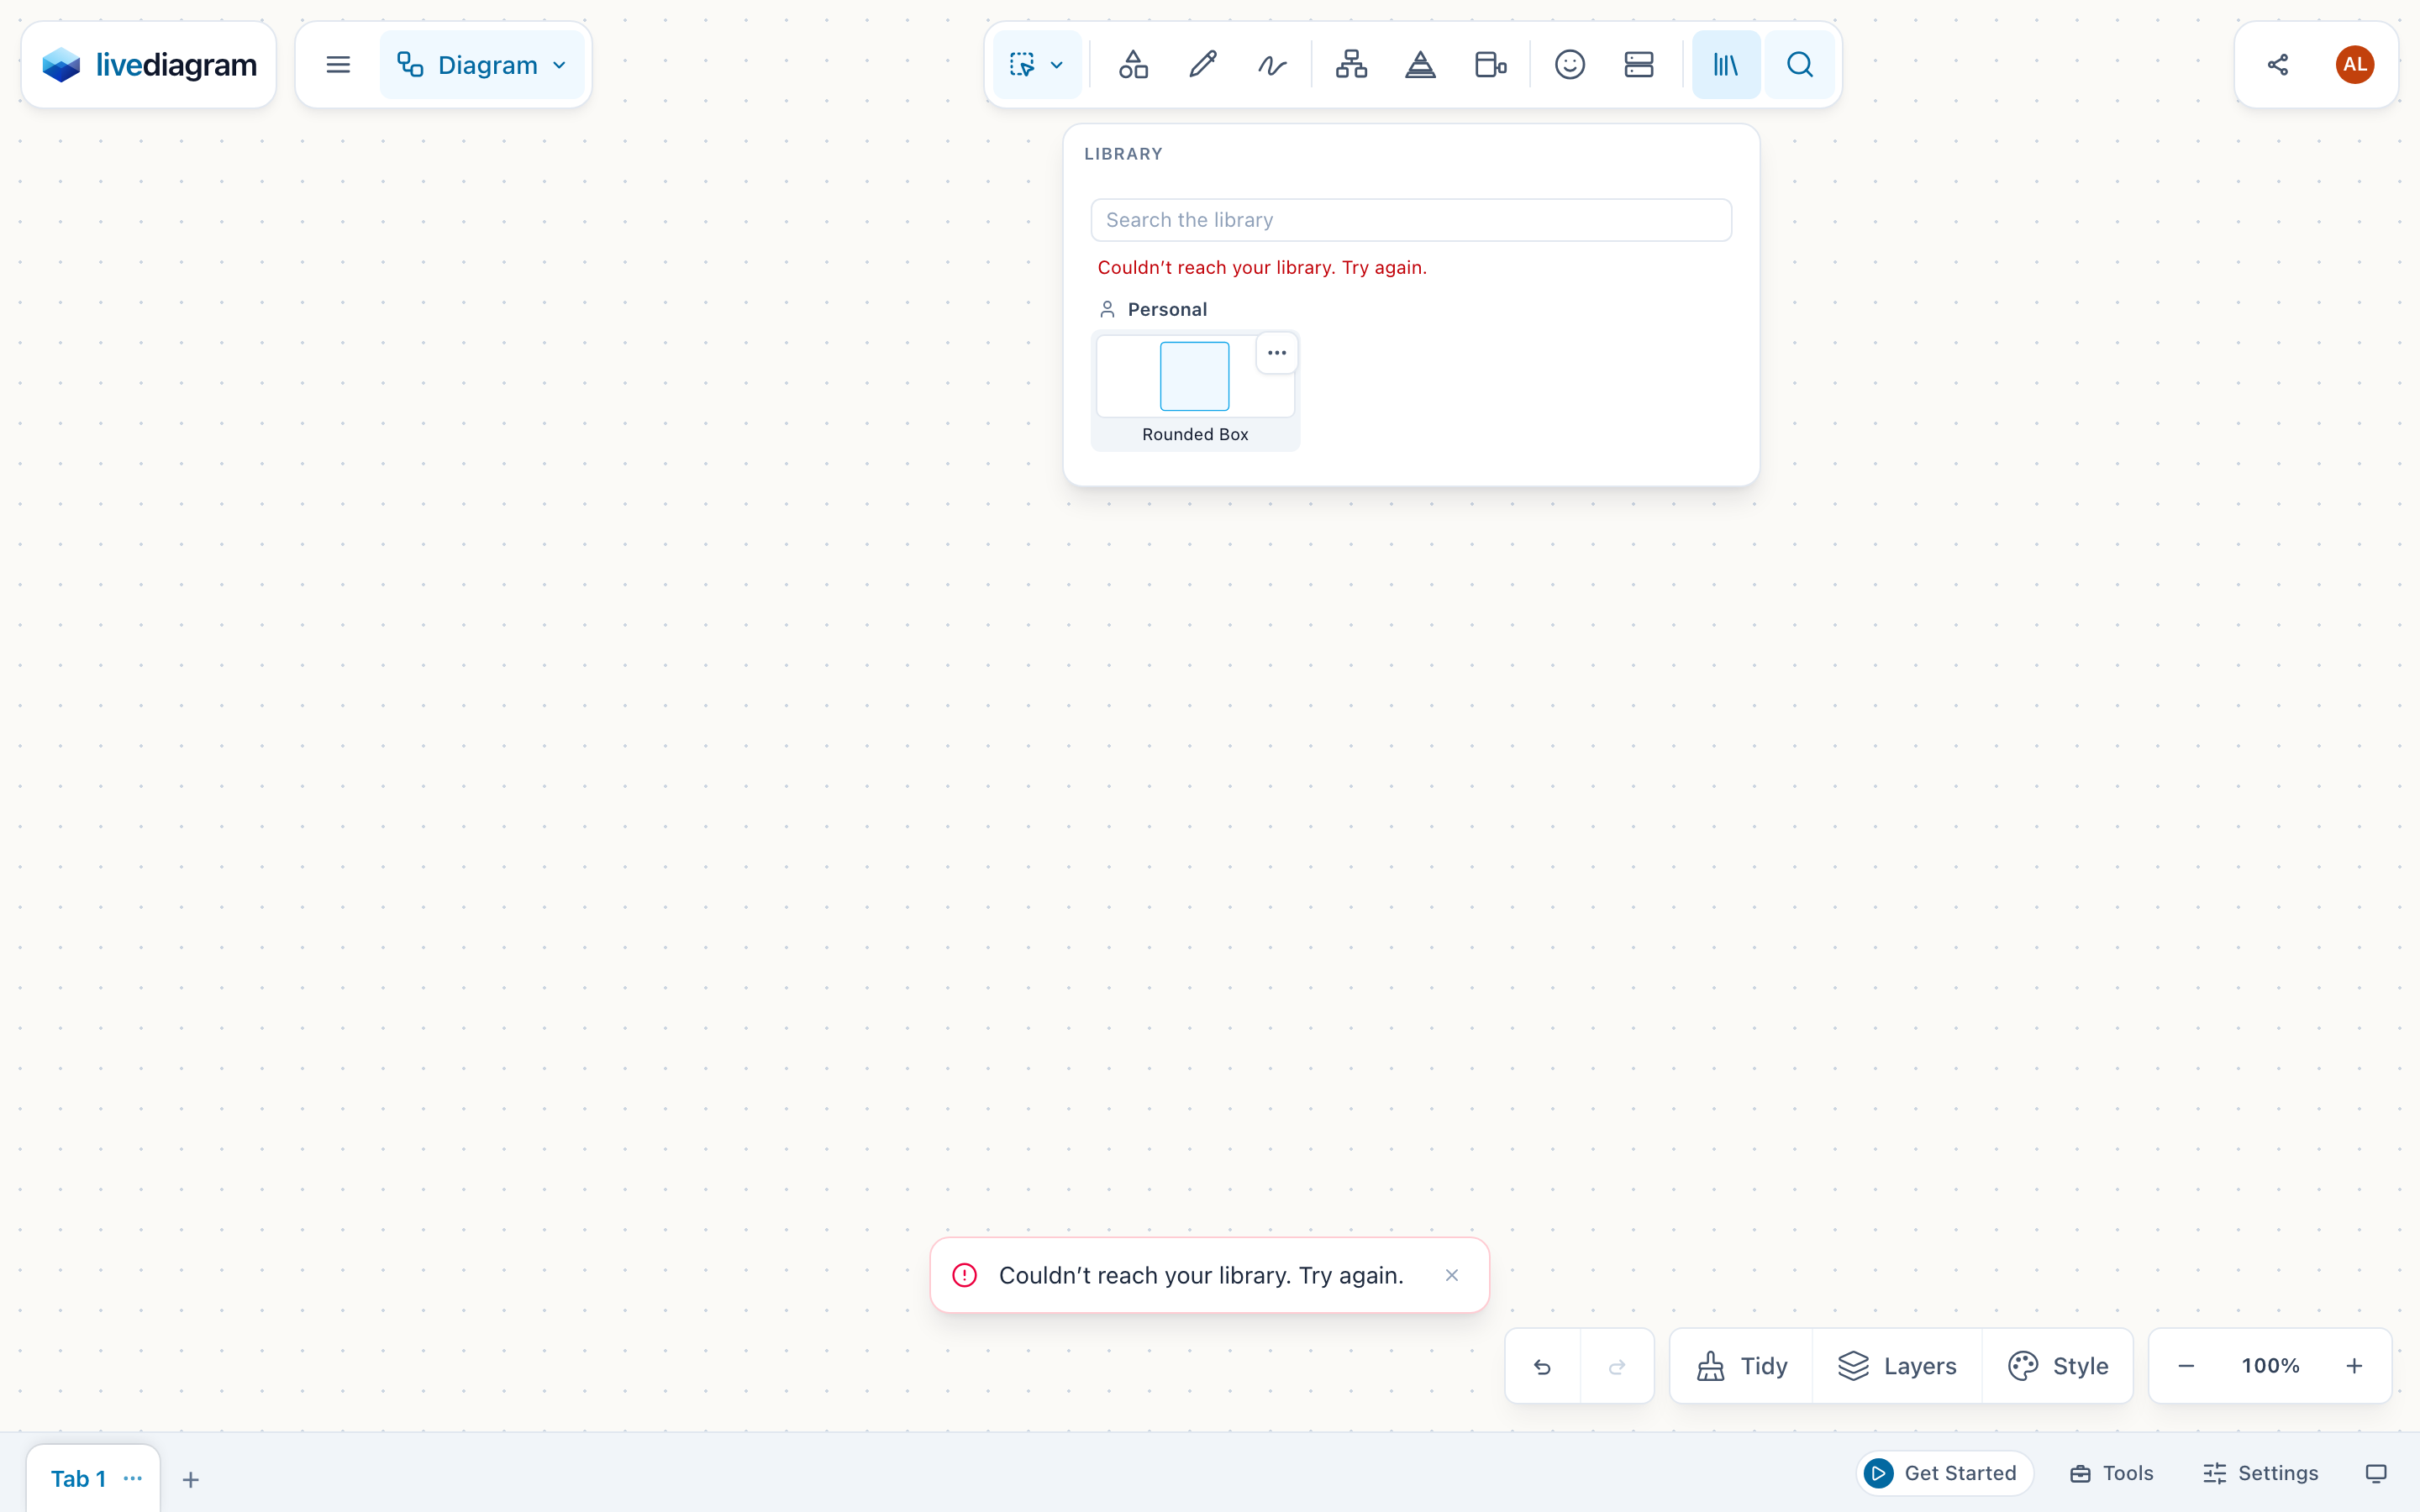 livediagram
Diagram
AL
LIBRARY
Search the library
Couldn’t reach your library. Try again.
Personal
Rounded Box
Couldn’t reach your library. Try again.
Tidy
Layers
Style
100%
Tab 1
Get Started
Tools
Settings